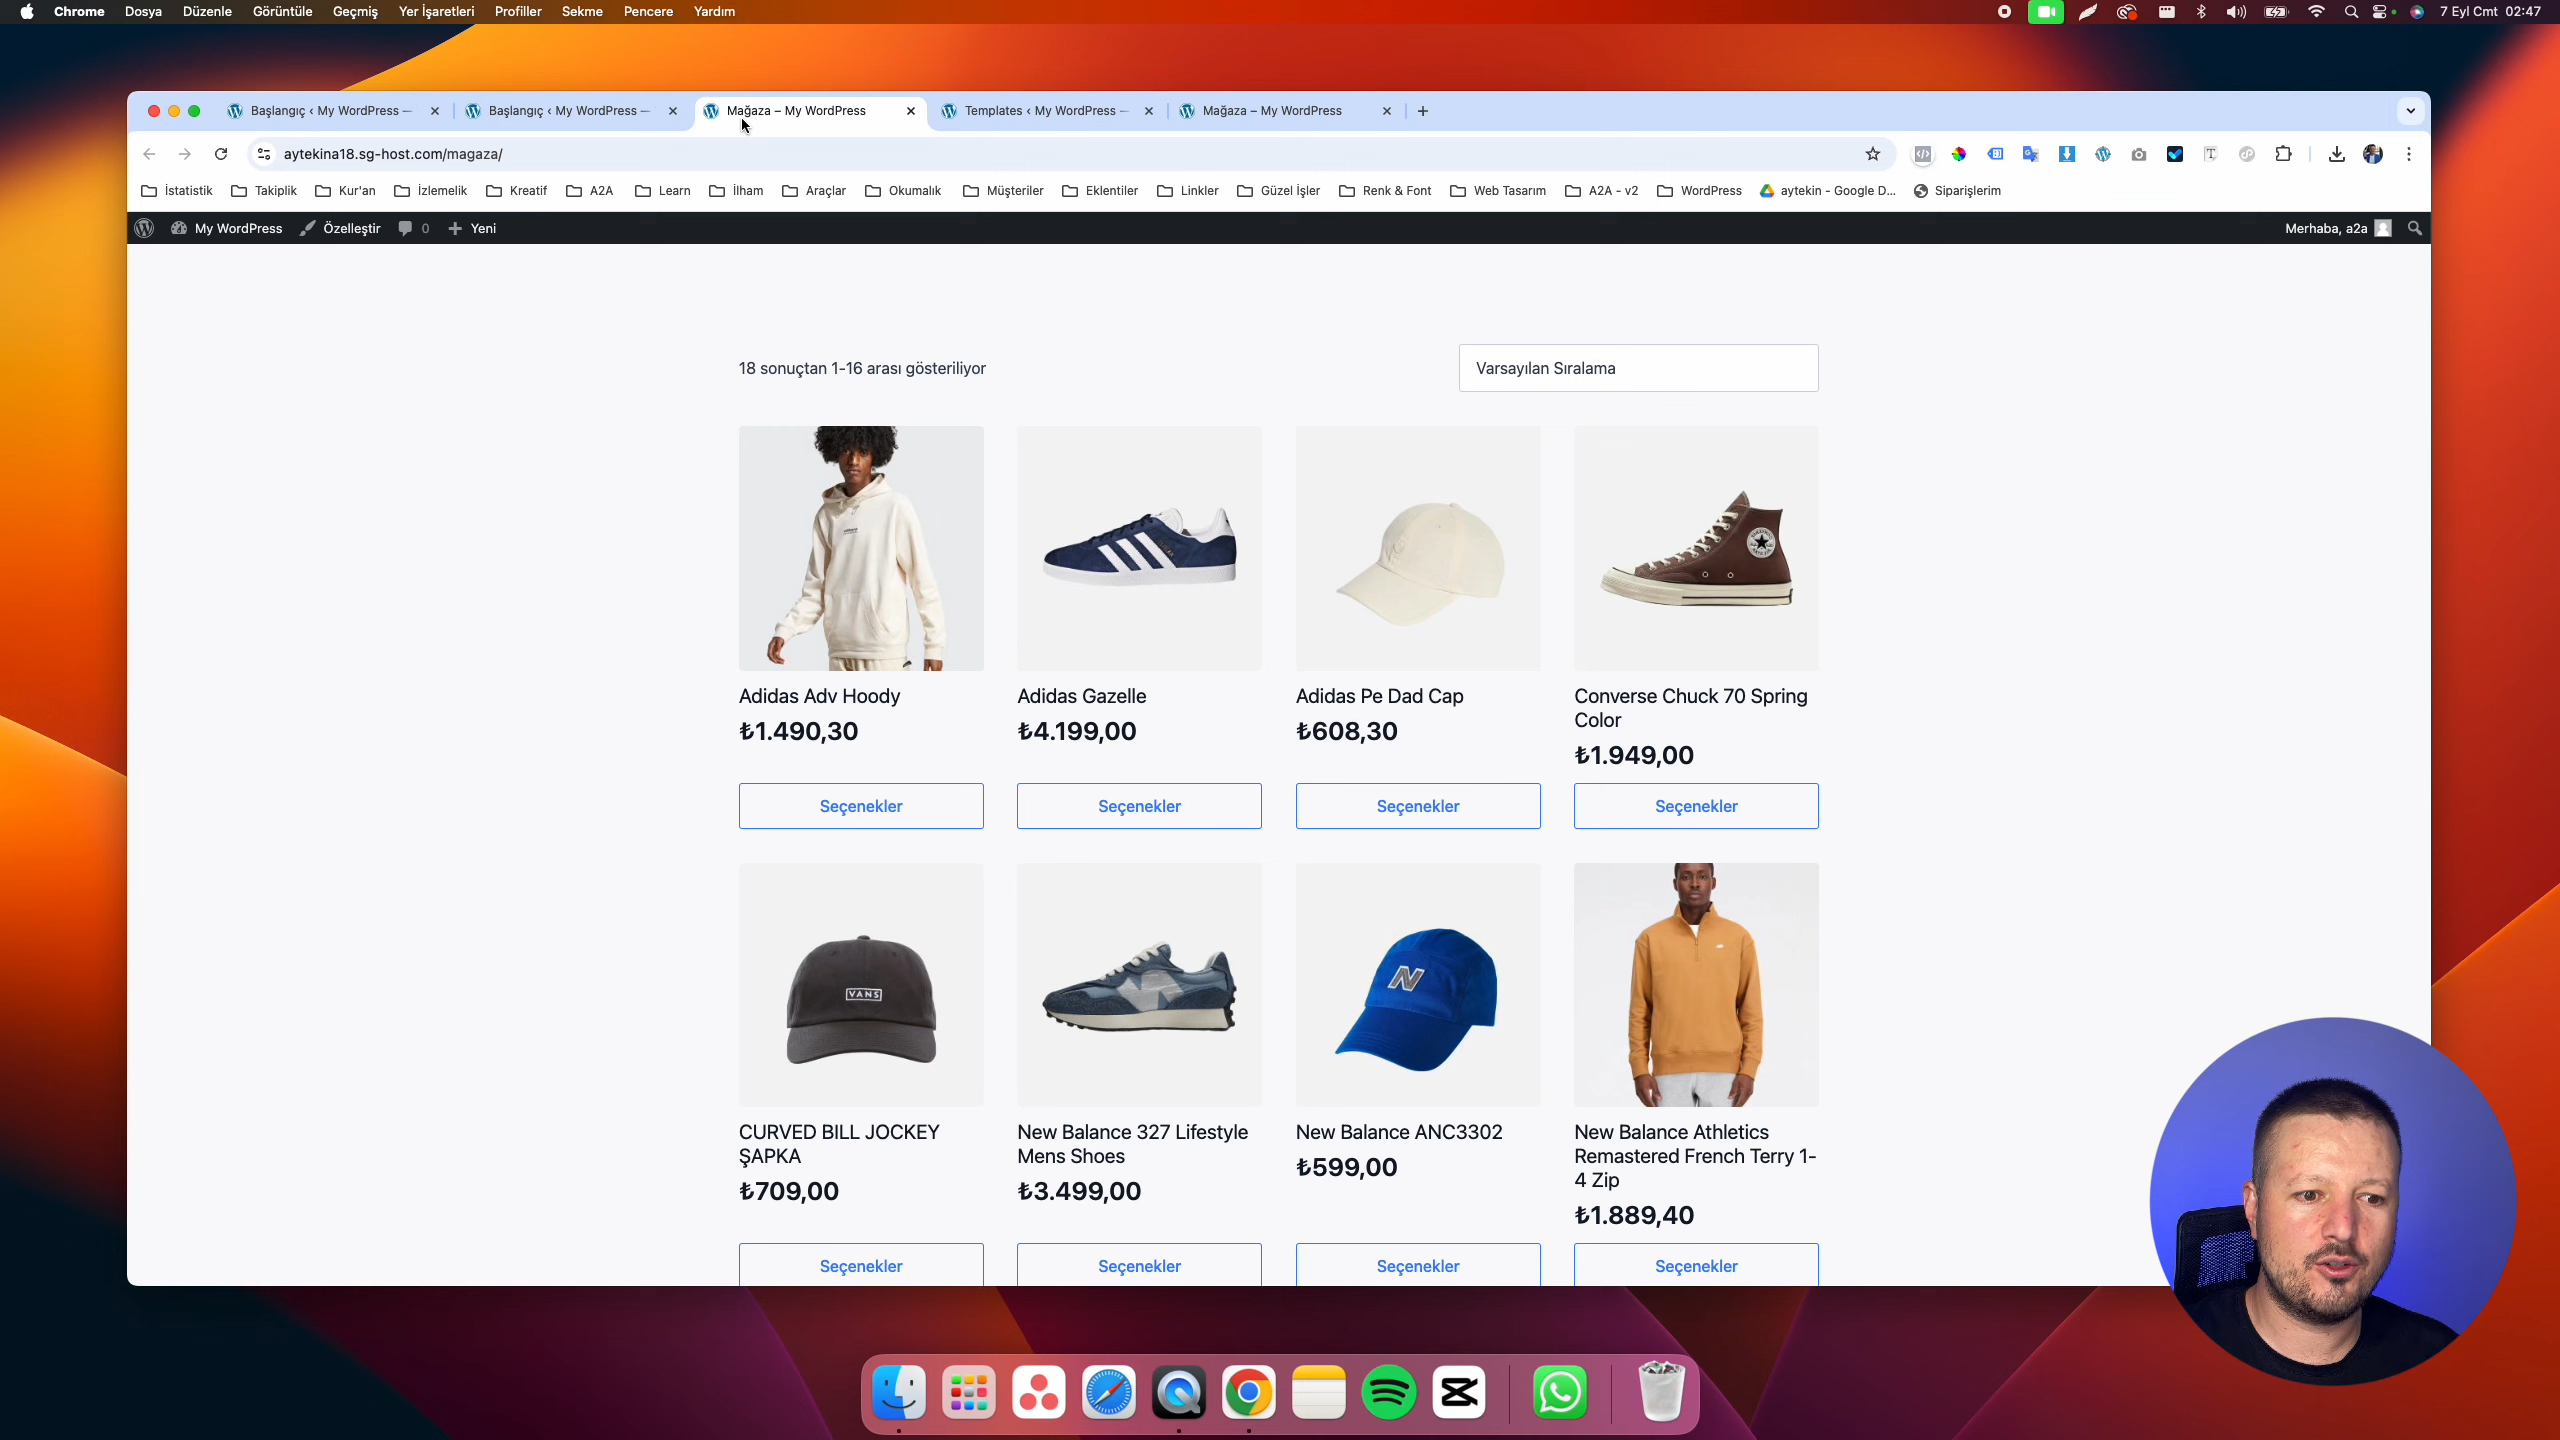 Chrome Dosya Düzenle Görüntüle Geçmiş Yer İşaretleri Profiller Sekme Pencere Yardım 7 Eyl Cmt 02:47
Başlangıç ‹ My WordPress — Başlangıç ‹ My WordPress — Mağaza – My WordPress Templates ‹ My WordPress — Mağaza – My WordPress
aytekina18.sg-host.com/magaza/
İstatistik Takiplik Kur'an İzlemelik Kreatif A2A Learn İlham Araçlar Okumalık Müşteriler Eklentiler Linkler Güzel İşler Renk & Font Web Tasarım A2A - v2 WordPress aytekin - Google D... Siparişlerim
My WordPress Özelleştir 0 Yeni Merhaba, a2a
18 sonuçtan 1-16 arası gösteriliyor Varsayılan Sıralama
Adidas Adv Hoody
₺1.490,30
Seçenekler
Adidas Gazelle
₺4.199,00
Seçenekler
Adidas Pe Dad Cap
₺608,30
Seçenekler
Converse Chuck 70 Spring
Color
₺1.949,00
Seçenekler
VANS
CURVED BILL JOCKEY
ŞAPKA
₺709,00
Seçenekler
New Balance 327 Lifestyle
Mens Shoes
₺3.499,00
Seçenekler
N
New Balance ANC3302
₺599,00
Seçenekler
New Balance Athletics
Remastered French Terry 1-
4 Zip
₺1.889,40
Seçenekler